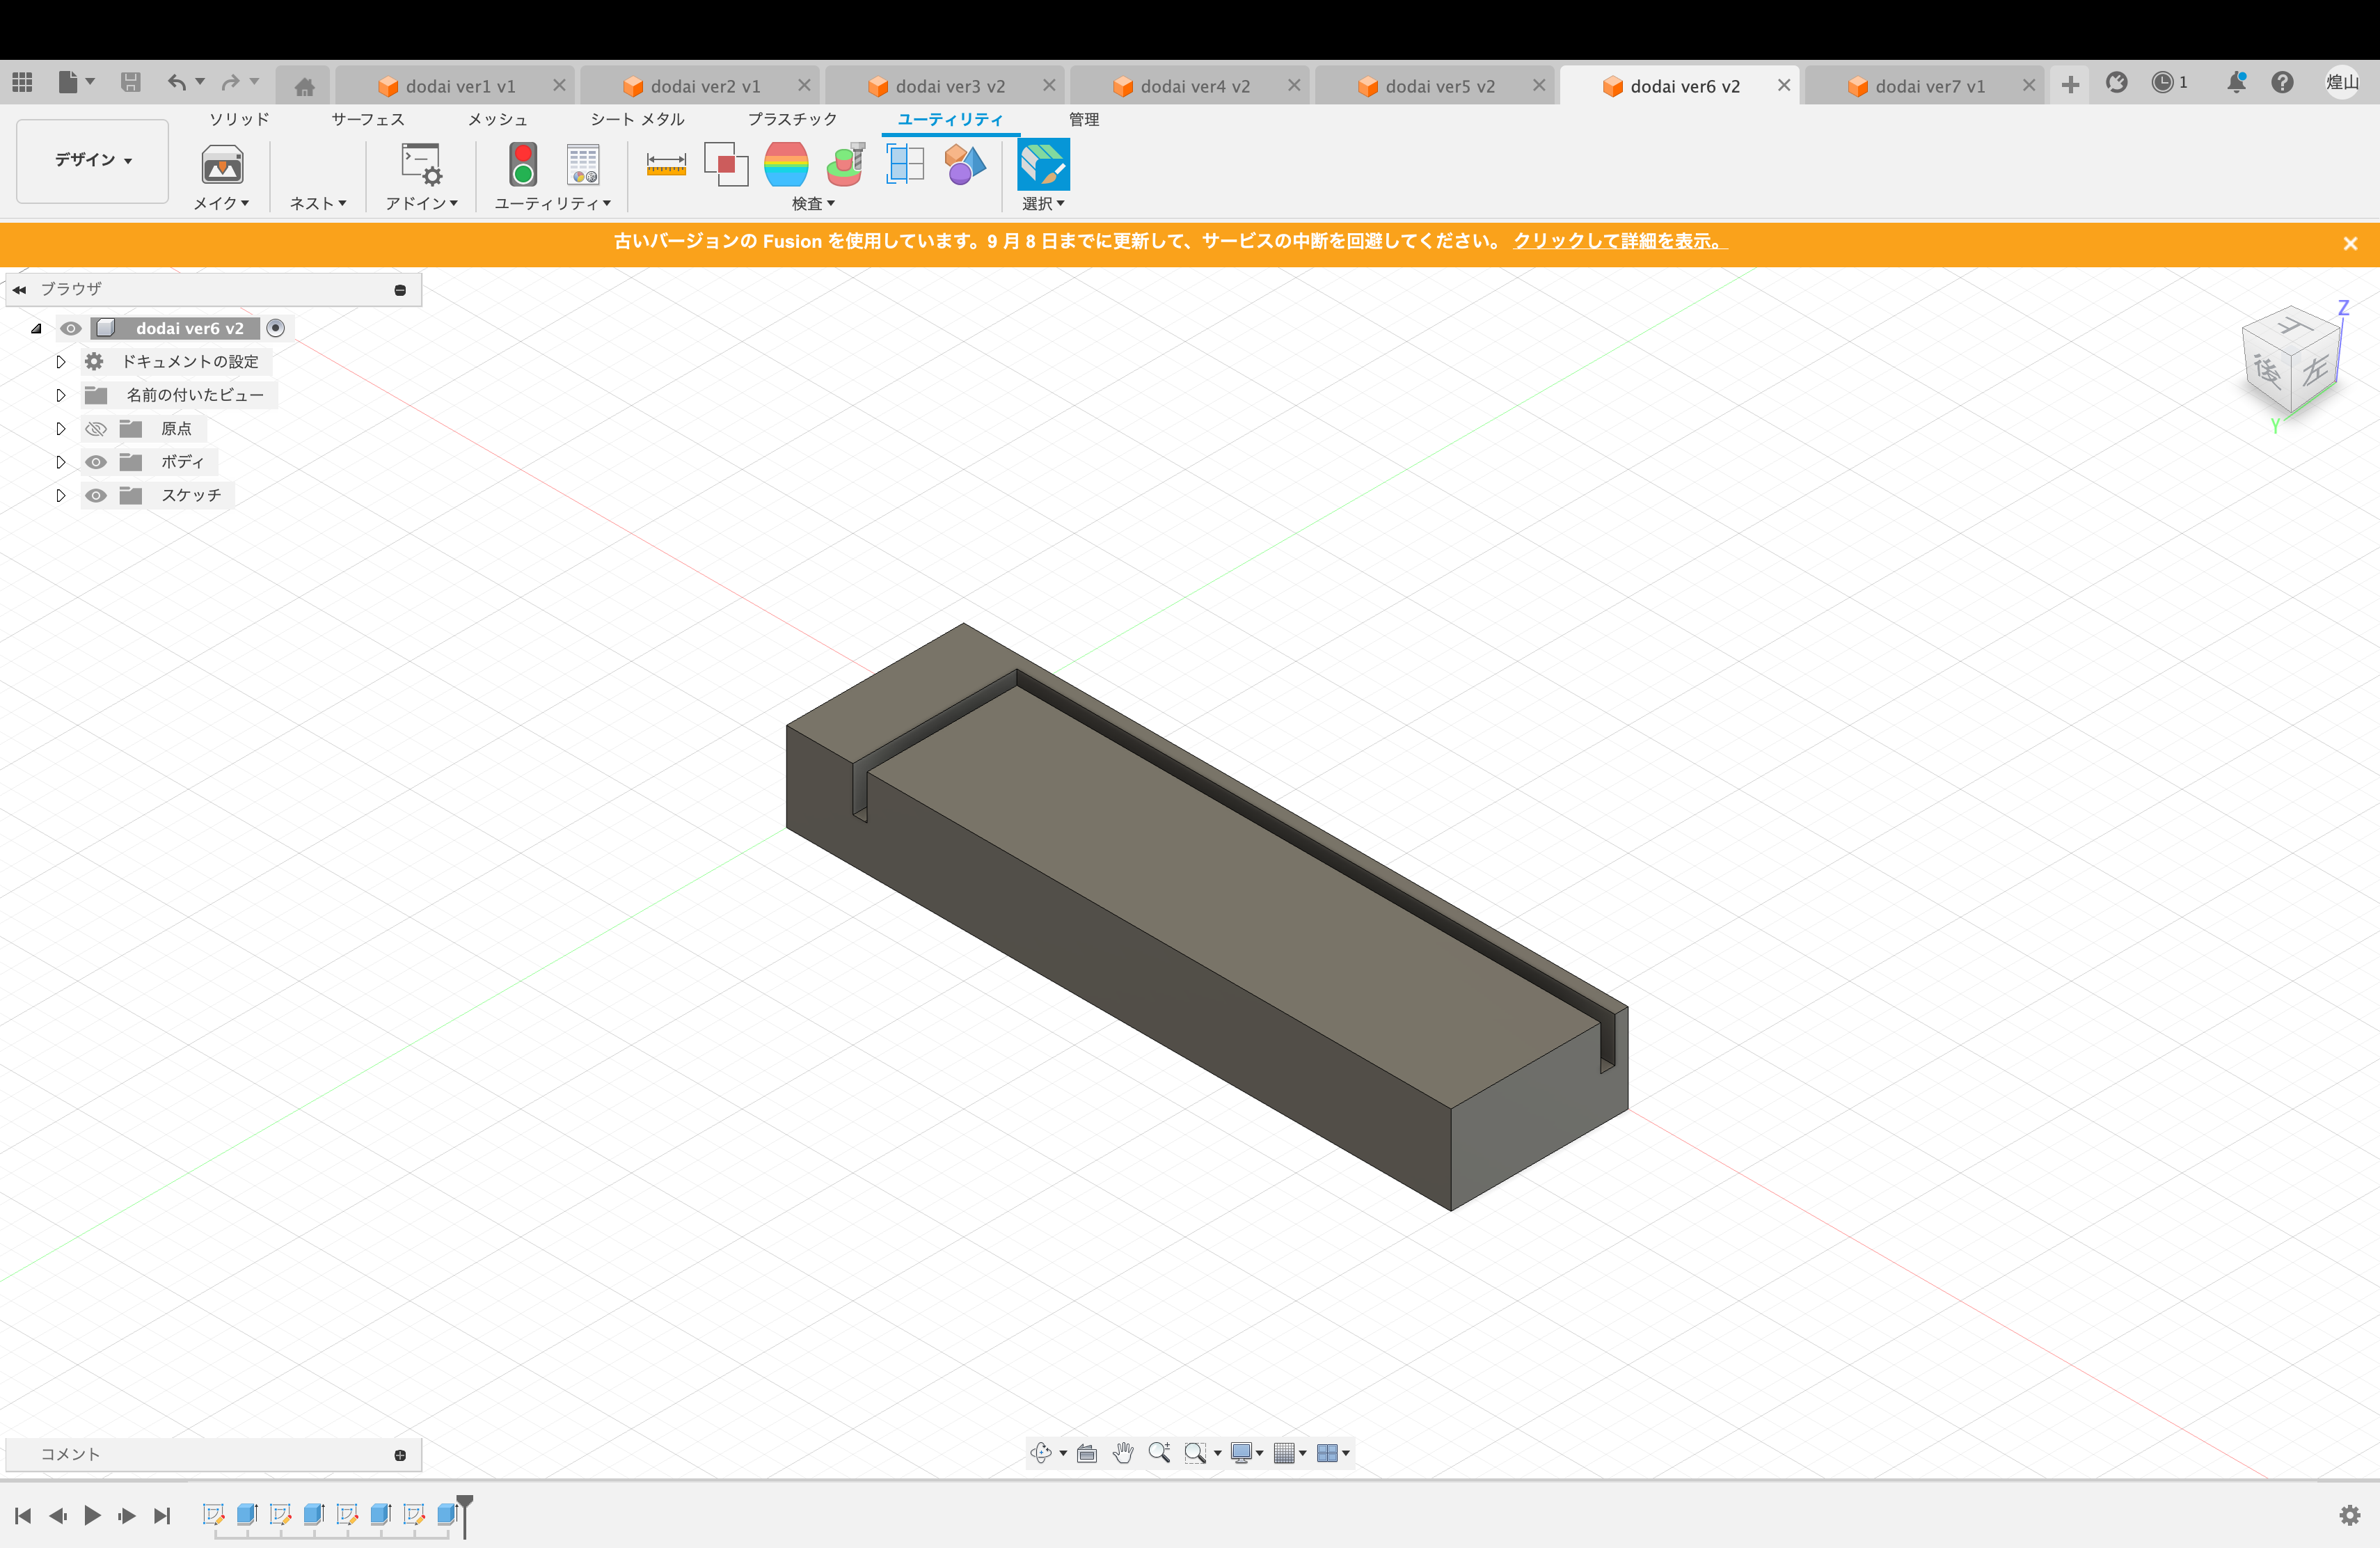 dodai ver1 v1
dodai ver2 v1
dodai ver3 v2
dodai ver4 v2
dodai ver5 v2
dodai ver6 v2
dodai ver7 v1
1
煌山
ソリッド
サーフェス
メッシュ
シート メタル
プラスチック
ユーティリティ
管理
デザイン
メイク
ネスト
アドイン
ユーティリティ
検査
選択
古いバージョンの Fusion を使用しています。9 月 8 日までに更新して、サービスの中断を回避してください。 クリックして詳細を表示。
ブラウザ
dodai ver6 v2
ドキュメントの設定
名前の付いたビュー
原点
ボディ
スケッチ
Z
上
後
左
Y
コメント